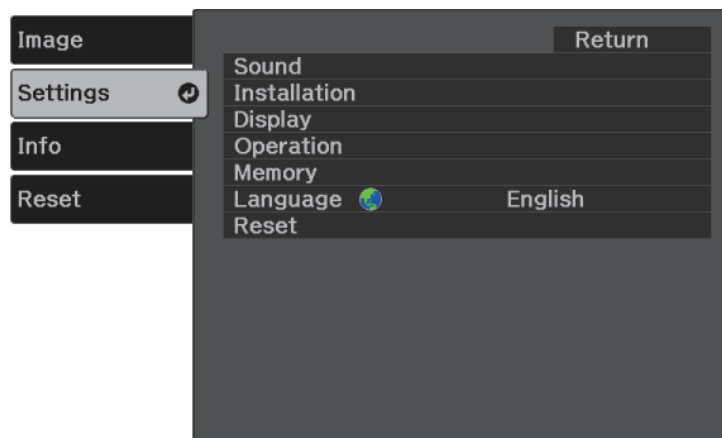 Image
Settings
Info
Reset
Return
Sound
Installation
Display
Operation
Memory
Language English
Reset